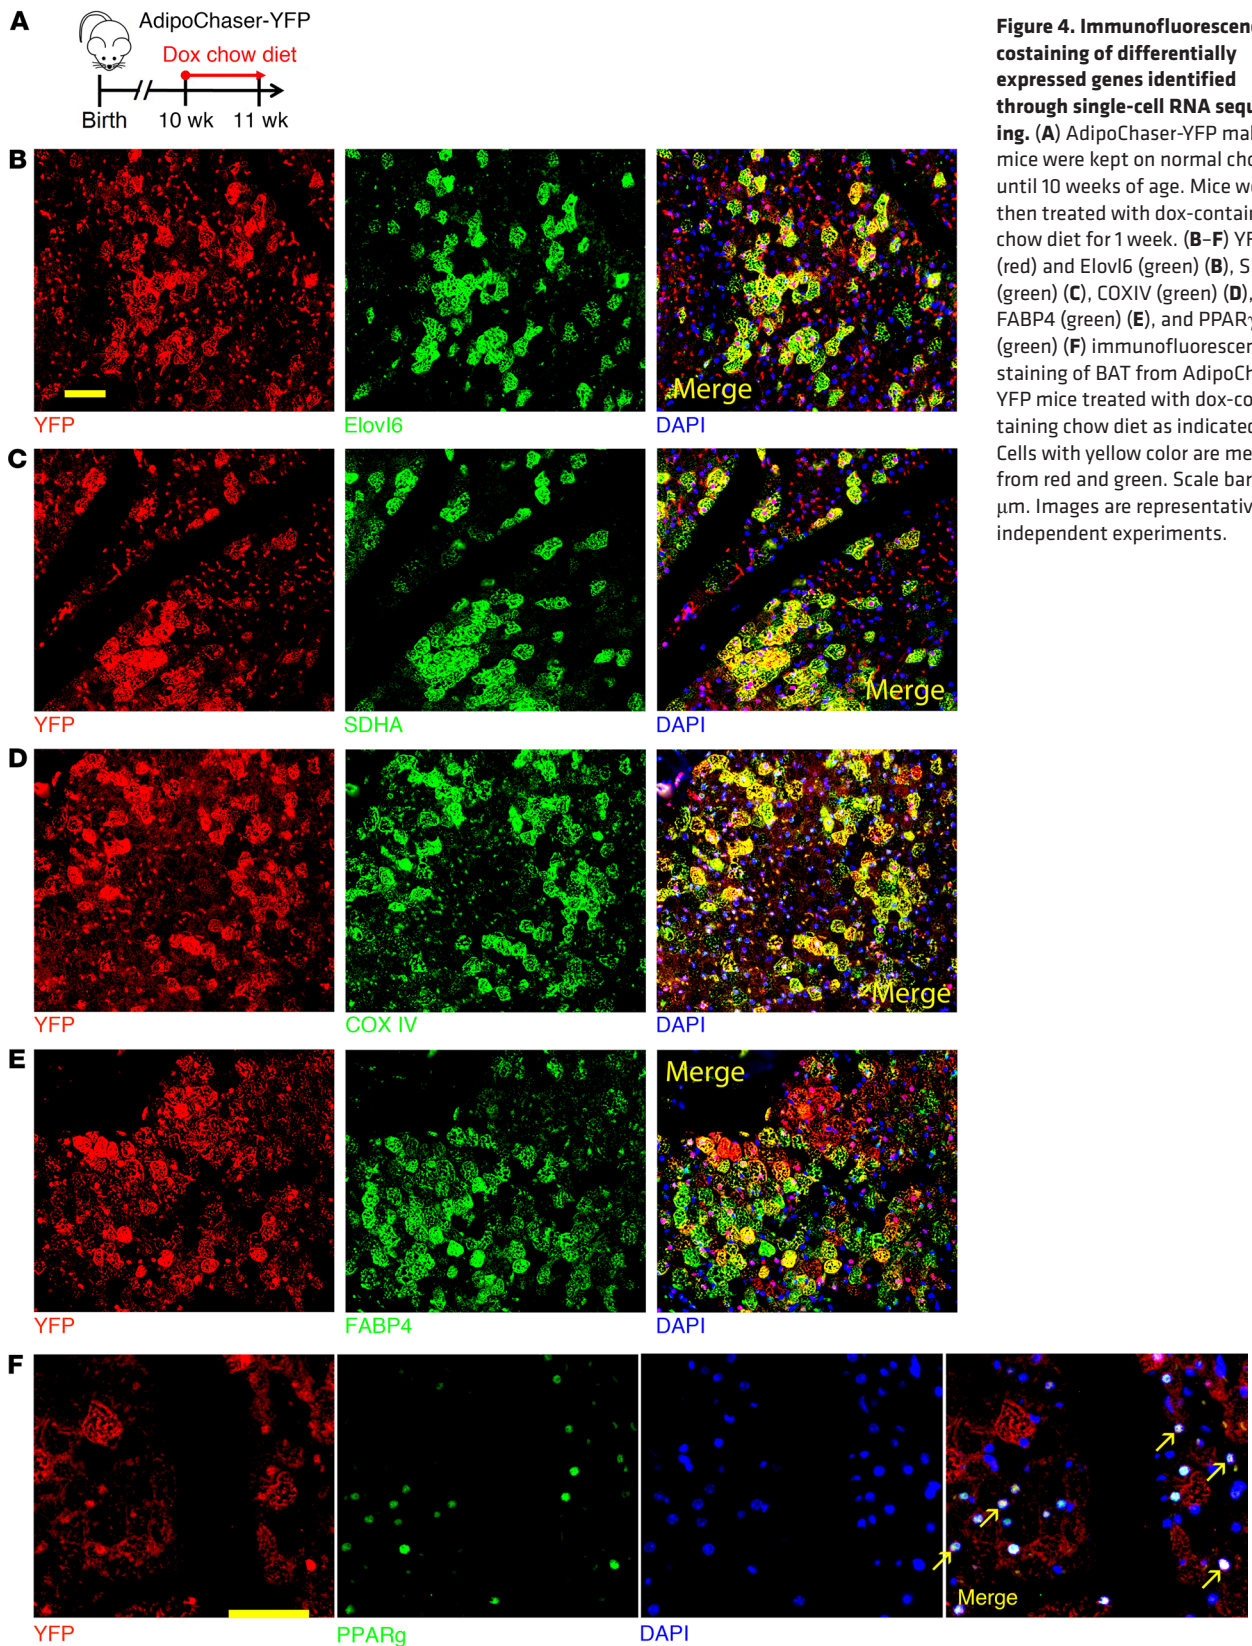 A
AdipoChaser-YFP
Dox chow diet
Birth
10 wk
11 wk
B
Merge
YFP
Elovl6
DAPI
C
Merge
YFP
SDHA
DAPI
D
Merge
YFP
COX IV
DAPI
E
Merge
YFP
FABP4
DAPI
F
Merge
YFP
PPARg
DAPI
Figure 4. Immunofluorescen
costaining of differentially
expressed genes identified
through single-cell RNA sequ
ing. (A) AdipoChaser-YFP mal
mice were kept on normal cho
until 10 weeks of age. Mice we
then treated with dox-contain
chow diet for 1 week. (B–F) YF
(red) and Elovl6 (green) (B), S
(green) (C), COXIV (green) (D),
FABP4 (green) (E), and PPARγ
(green) (F) immunofluorescen
staining of BAT from AdipoCh
YFP mice treated with dox-co
taining chow diet as indicated
Cells with yellow color are me
from red and green. Scale bar
μm. Images are representativ
independent experiments.